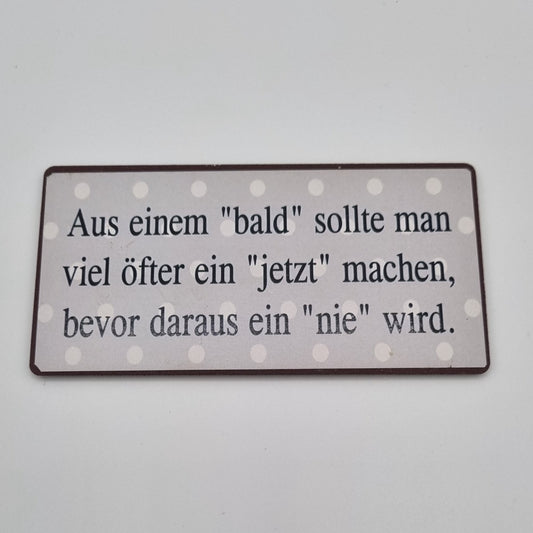 Aus einem "bald" sollte man
viel öfter ein "jetzt" machen,
bevor daraus ein "nie" wird.